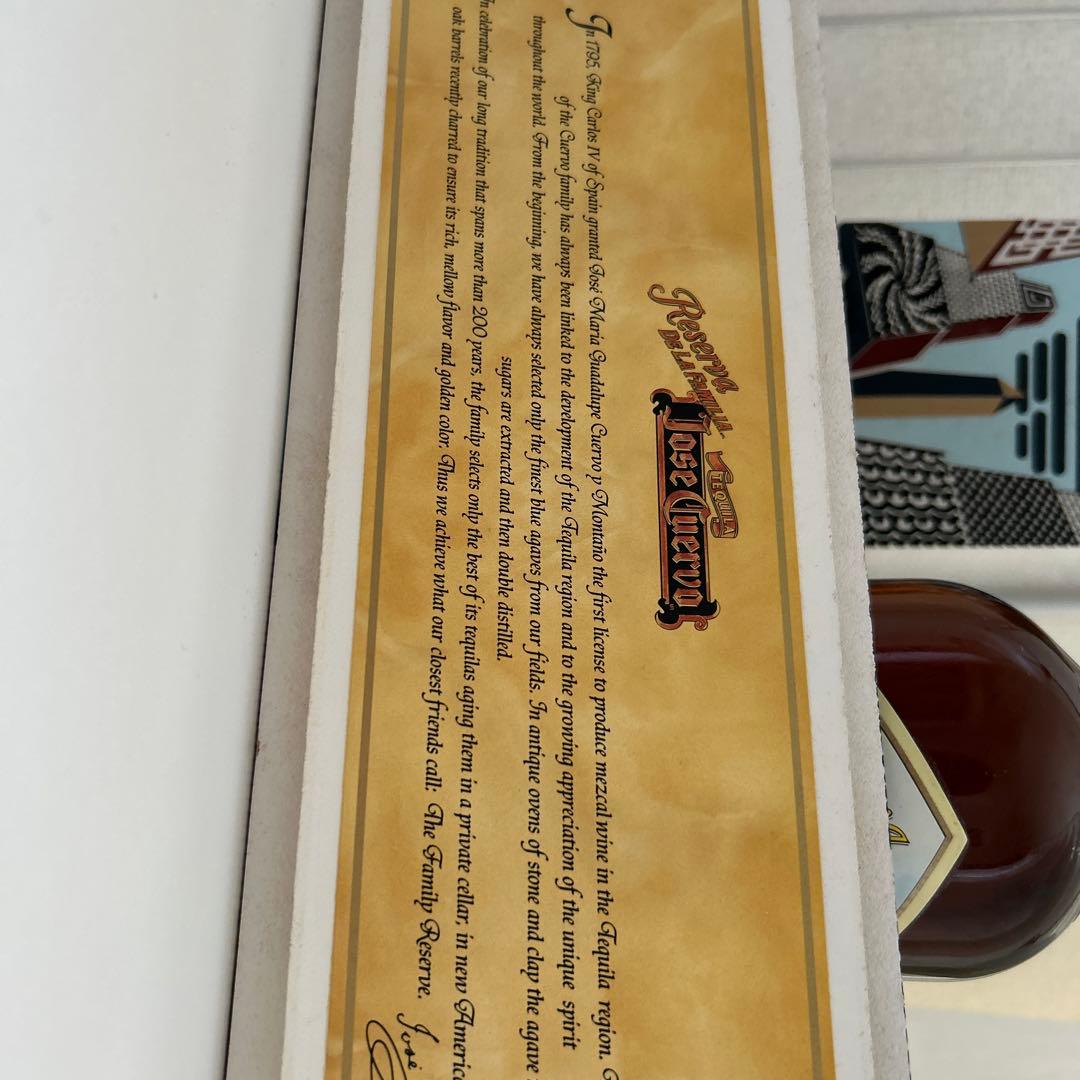 Reserva
DE LA FAMILIA
TEQUILA
Jose Cuervo
In 1795, King Carlos IV of Spain granted José María Guadalupe Cuervo y Montaño the first license to produce mezcal wine in the Tequila region.
of the Cuervo family has always been linked to the development of the Tequila region and to the growing appreciation of the unique spirit
throughout the world. From the beginning, we have always selected only the finest blue agaves from our fields. In antique ovens of stone and clay the agave
sugars are extracted and then double distilled.
In celebration of our long tradition that spans more than 200 years, the family selects only the best of its tequilas aging them in a private cellar, in new Americ
oak barrels recently charred to ensure its rich, mellow flavor and golden color. Thus we achieve what our closest friends call: The Family Reserve.
José